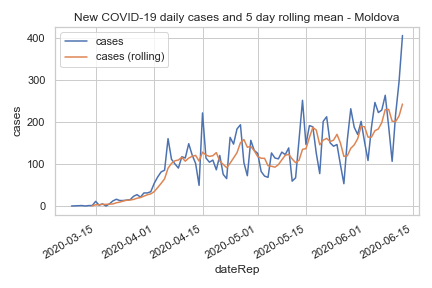 New COVID-19 daily cases and 5 day rolling mean - Moldova
cases
cases (rolling)
400
300
200
100
0
cases
2020-03-15
2020-04-01
2020-04-15
2020-05-01
2020-05-15
2020-06-01
2020-06-15
dateRep